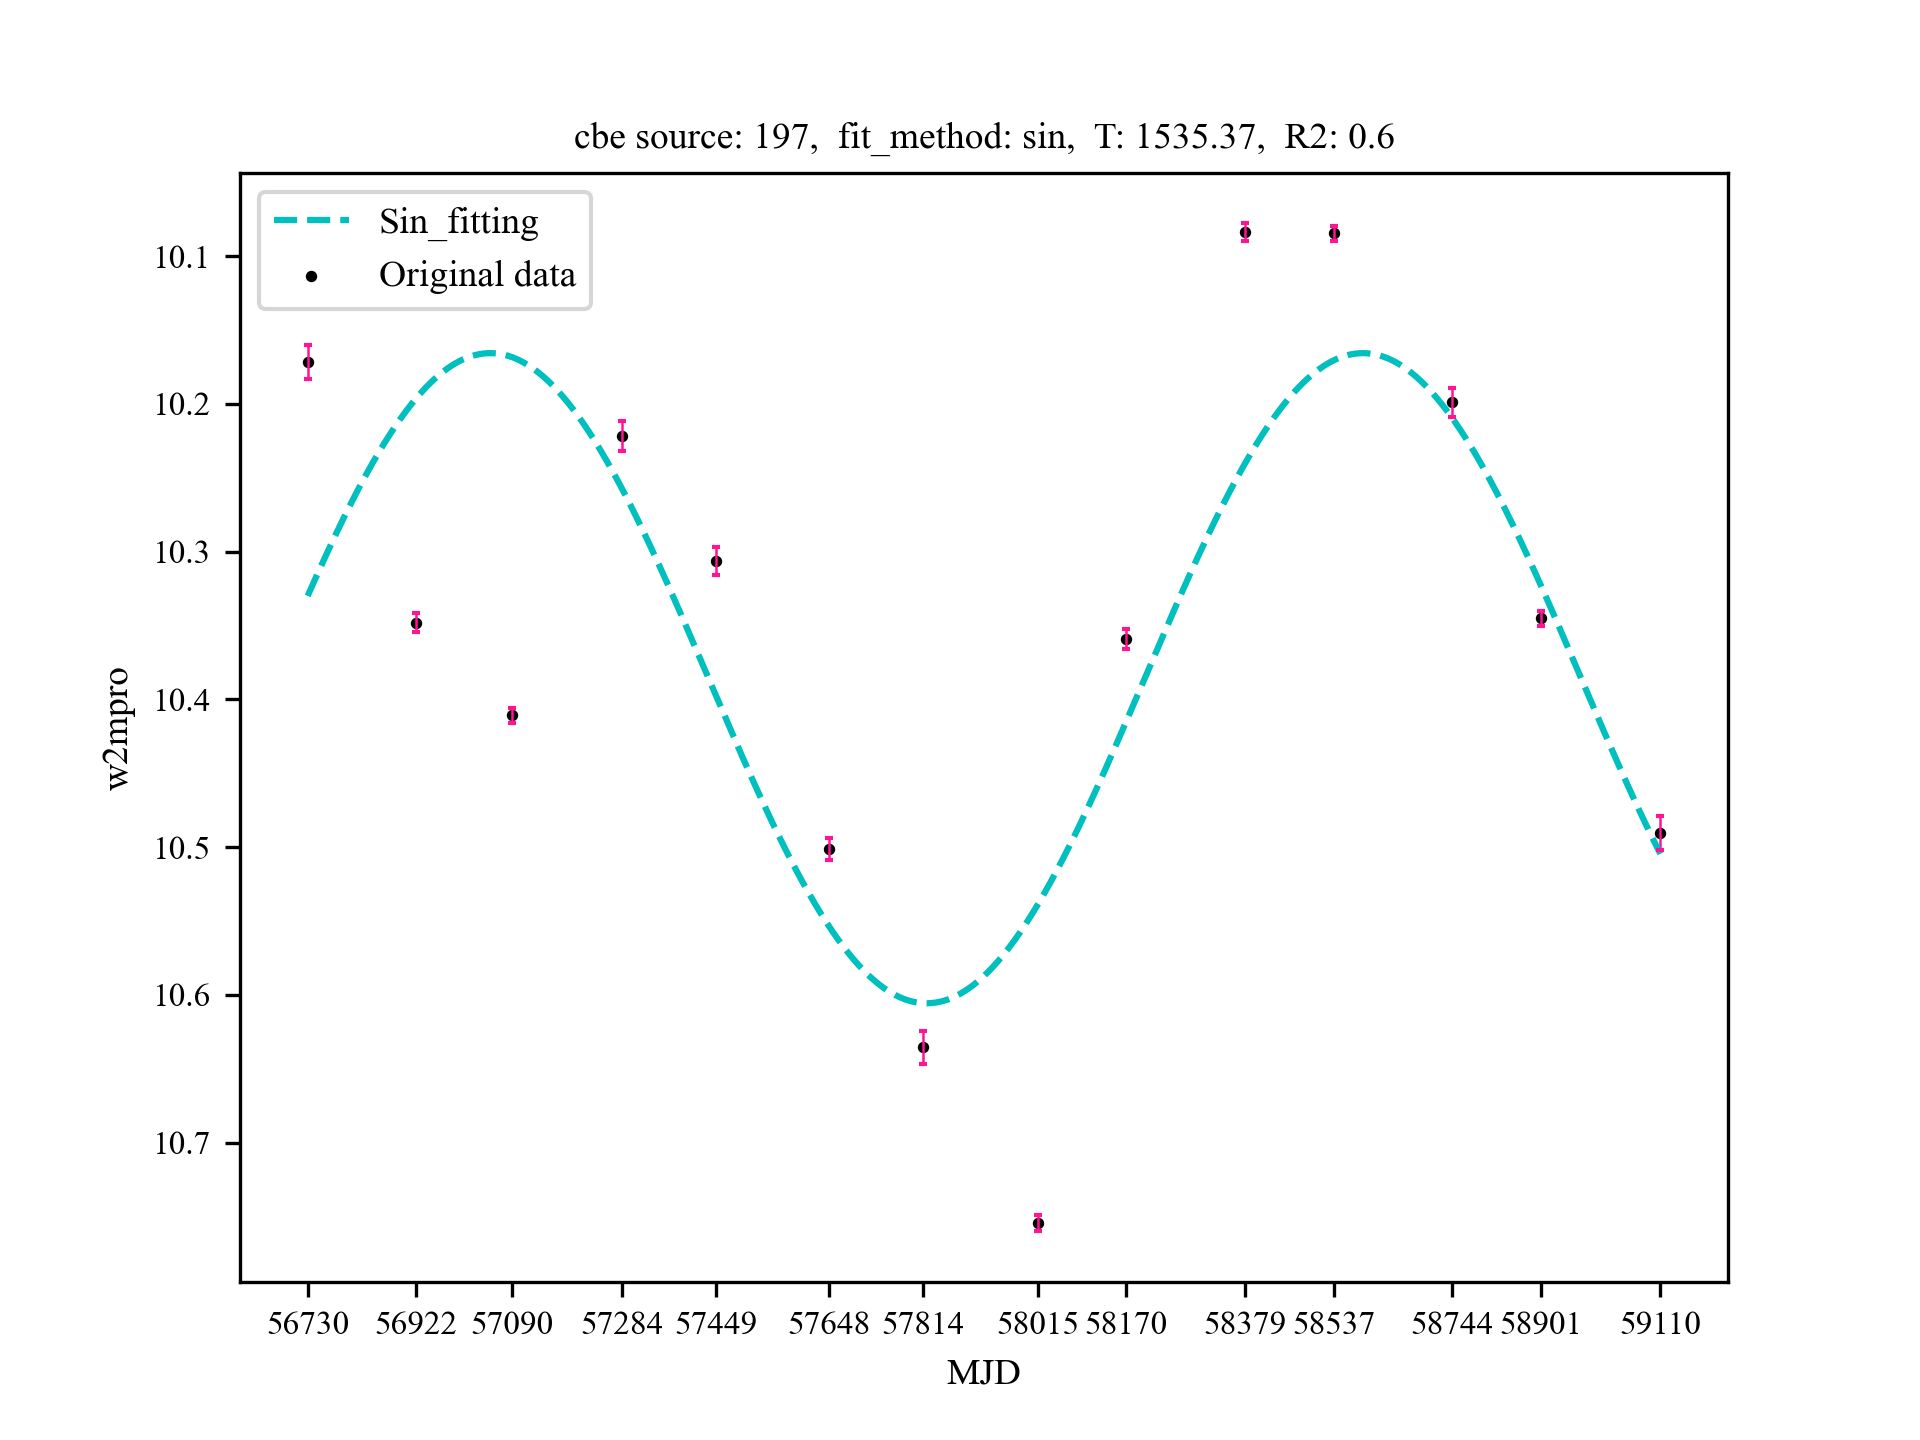 cbe source: 197,  fit_method: sin,  T: 1535.37,  R2: 0.6
Sin_fitting
Original data
10.1
10.2
10.3
10.4
10.5
10.6
10.7
w2mpro
56730 56922 57090 57284 57449 57648 57814 58015 58170 58379 58537 58744 58901 59110
MJD